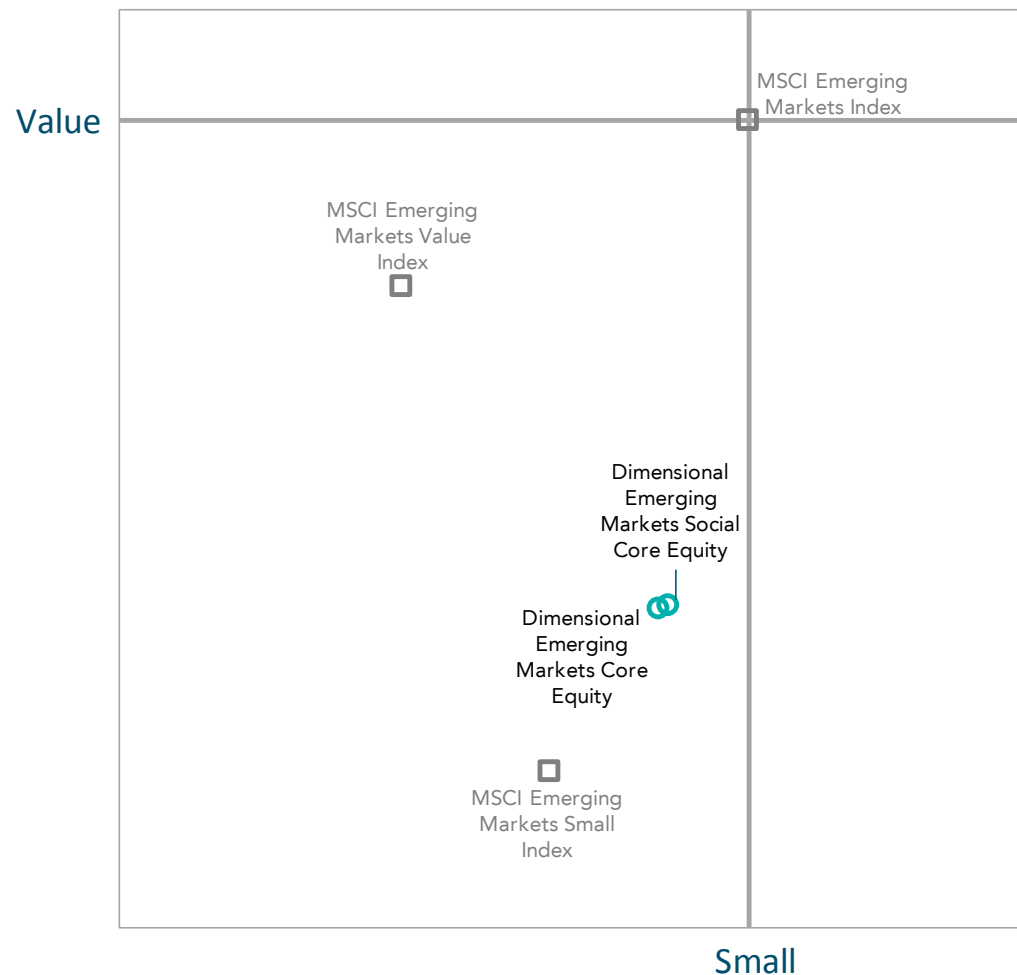 MSCI Emerging
Markets Index
Value
MSCI Emerging
Markets Value
Index
Dimensional
Emerging
Markets Social
Core Equity
Dimensional
Emerging
Markets Core
Equity
MSCI Emerging
Markets Small
Index
Small